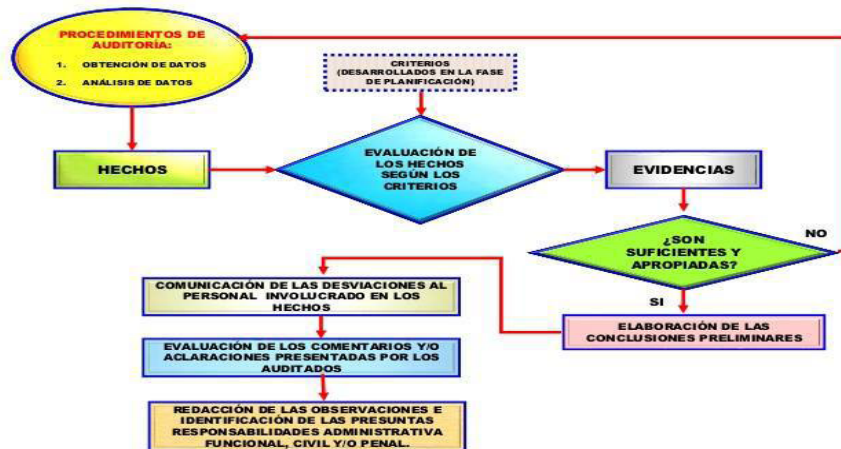 PROCEDIMIENTOS DE
AUDITORÍA:
1. OBTENCIÓN DE DATOS
2. ANÁLISIS DE DATOS
CRITERIOS
(DESARROLLADOS EN LA FASE
DE PLANIFICACIÓN)
HECHOS
EVALUACIÓN DE
LOS HECHOS
SEGÚN LOS
CRITERIOS
EVIDENCIAS
NO
¿SON
SUFICIENTES Y
APROPIADAS?
SI
ELABORACIÓN DE LAS
CONCLUSIONES PRELIMINARES
COMUNICACIÓN DE LAS DESVIACIONES AL
PERSONAL INVOLUCRADO EN LOS
HECHOS
EVALUACIÓN DE LOS COMENTARIOS Y/O
ACLARACIONES PRESENTADAS POR LOS
AUDITADOS
REDACCIÓN DE LAS OBSERVACIONES E
IDENTIFICACIÓN DE LAS PRESUNTAS
RESPONSABILIDADES ADMINISTRATIVA
FUNCIONAL, CIVIL Y/O PENAL.